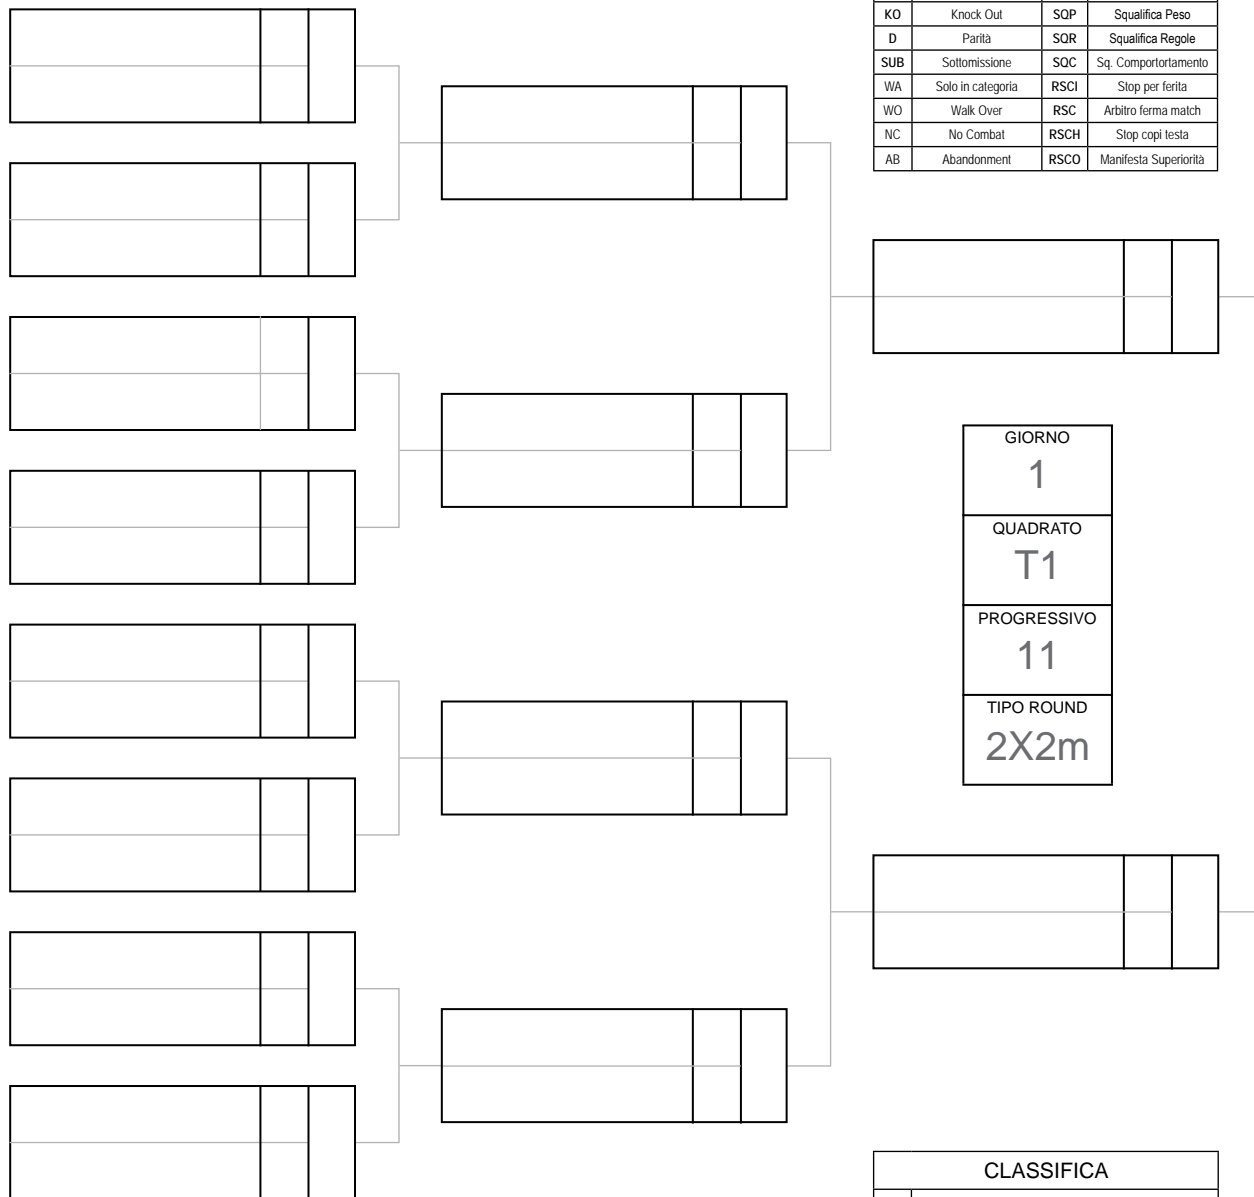 KO Knock Out SQP Squalifica Peso
D Parità SQR Squalifica Regole
SUB Sottomissione SQC Sq. Comportortamento
WA Solo in categoria RSCI Stop per ferita
WO Walk Over RSC Arbitro ferma match
NC No Combat RSCH Stop copi testa
AB Abandonment RSCO Manifesta Superiorità
GIORNO
1
QUADRATO
T1
PROGRESSIVO
11
TIPO ROUND
2X2m
CLASSIFICA